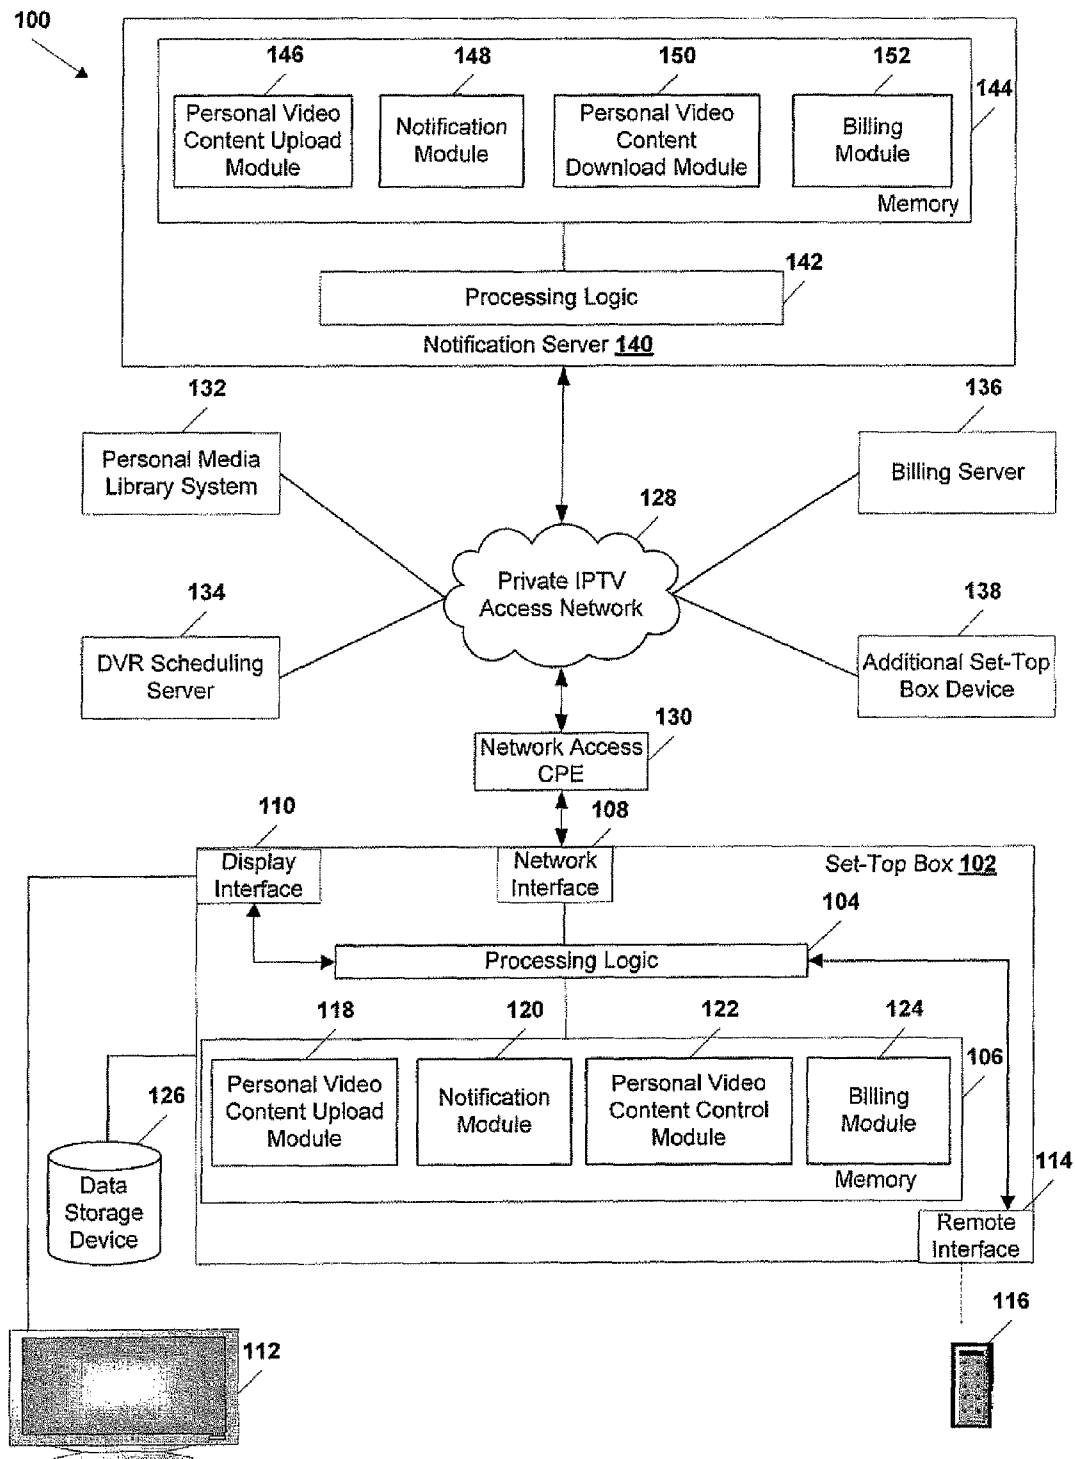 100
146
148
150
152
144
Personal Video
Content Upload
Module
Notification
Module
Personal Video
Content
Download Module
Billing
Module
Memory
142
Processing Logic
Notification Server 140
132
136
Personal Media
Library System
Billing Server
128
Private IPTV
Access Network
134
138
DVR Scheduling
Server
Additional Set-Top
Box Device
130
Network Access
CPE
110
108
Display
Interface
Network
Interface
Set-Top Box 102
104
Processing Logic
118
120
122
124
106
Personal Video
Content Upload
Module
Notification
Module
Personal Video
Content Control
Module
Billing
Module
Memory
126
Data
Storage
Device
114
Remote
Interface
116
112